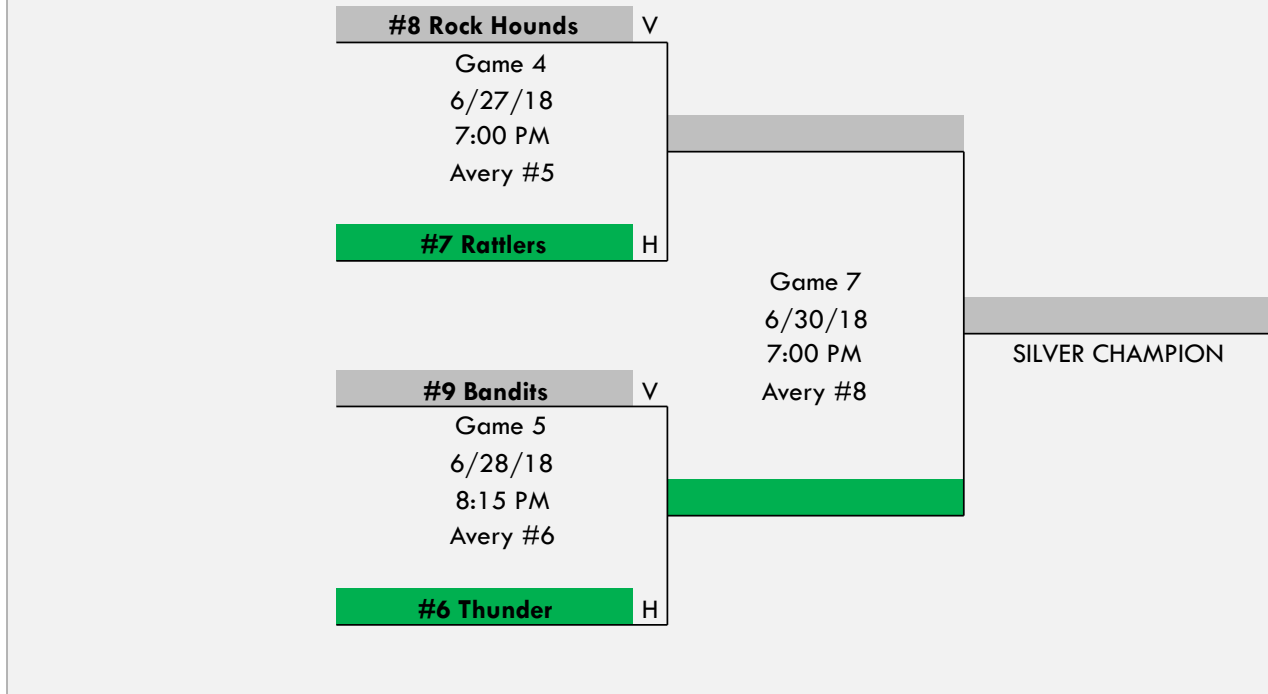 #8 Rock Hounds V
Game 4
6/27/18
7:00 PM
Avery #5
#7 Rattlers H
Game 7
6/30/18
7:00 PM
Avery #8
SILVER CHAMPION
#9 Bandits V
Game 5
6/28/18
8:15 PM
Avery #6
#6 Thunder H